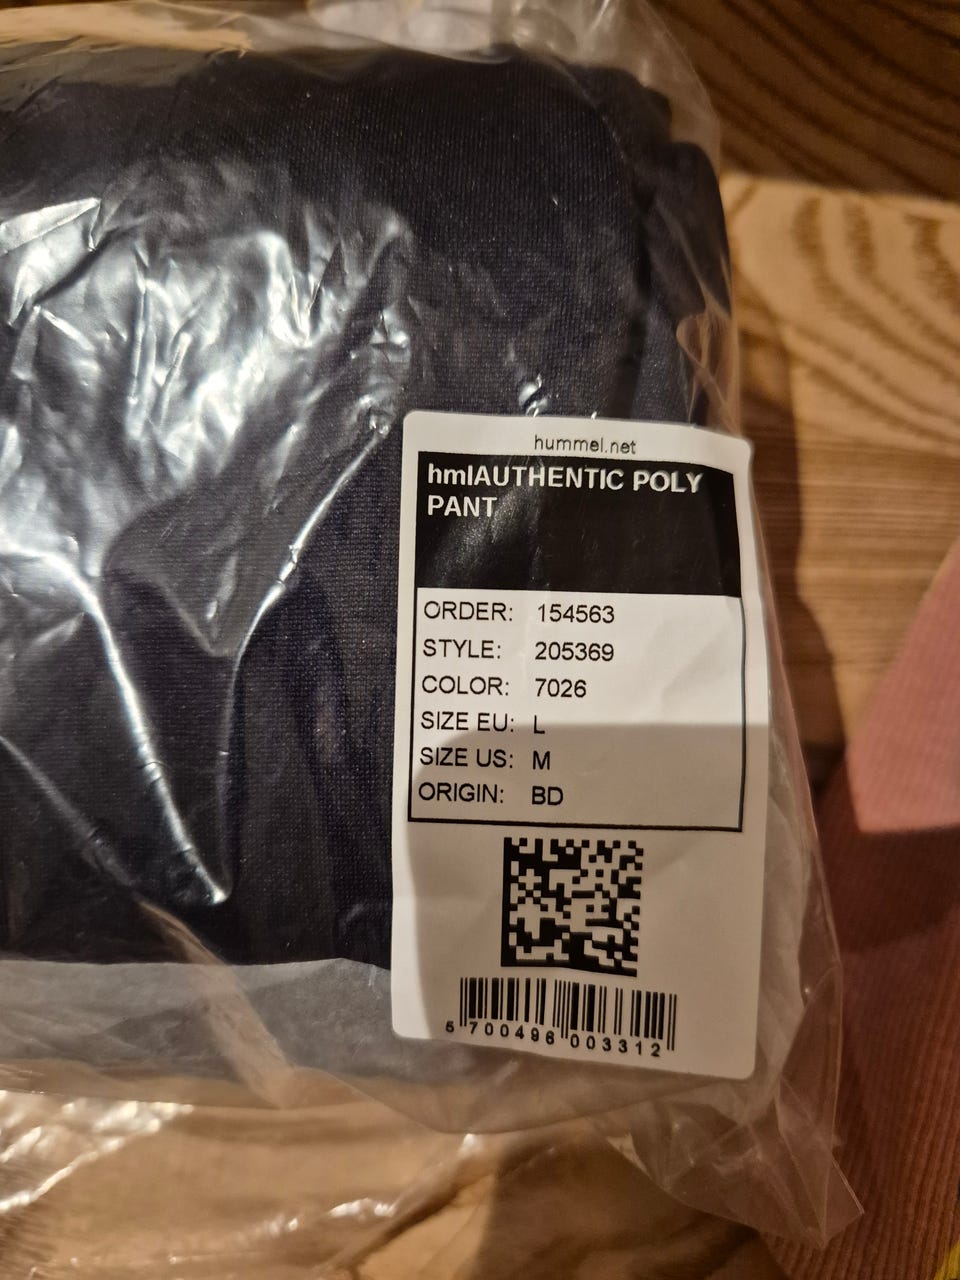 hummel.net
hmlAUTHENTIC POLY
PANT
ORDER: 154563
STYLE: 205369
COLOR: 7026
SIZE EU: L
SIZE US: M
ORIGIN: BD
5 700496 003312